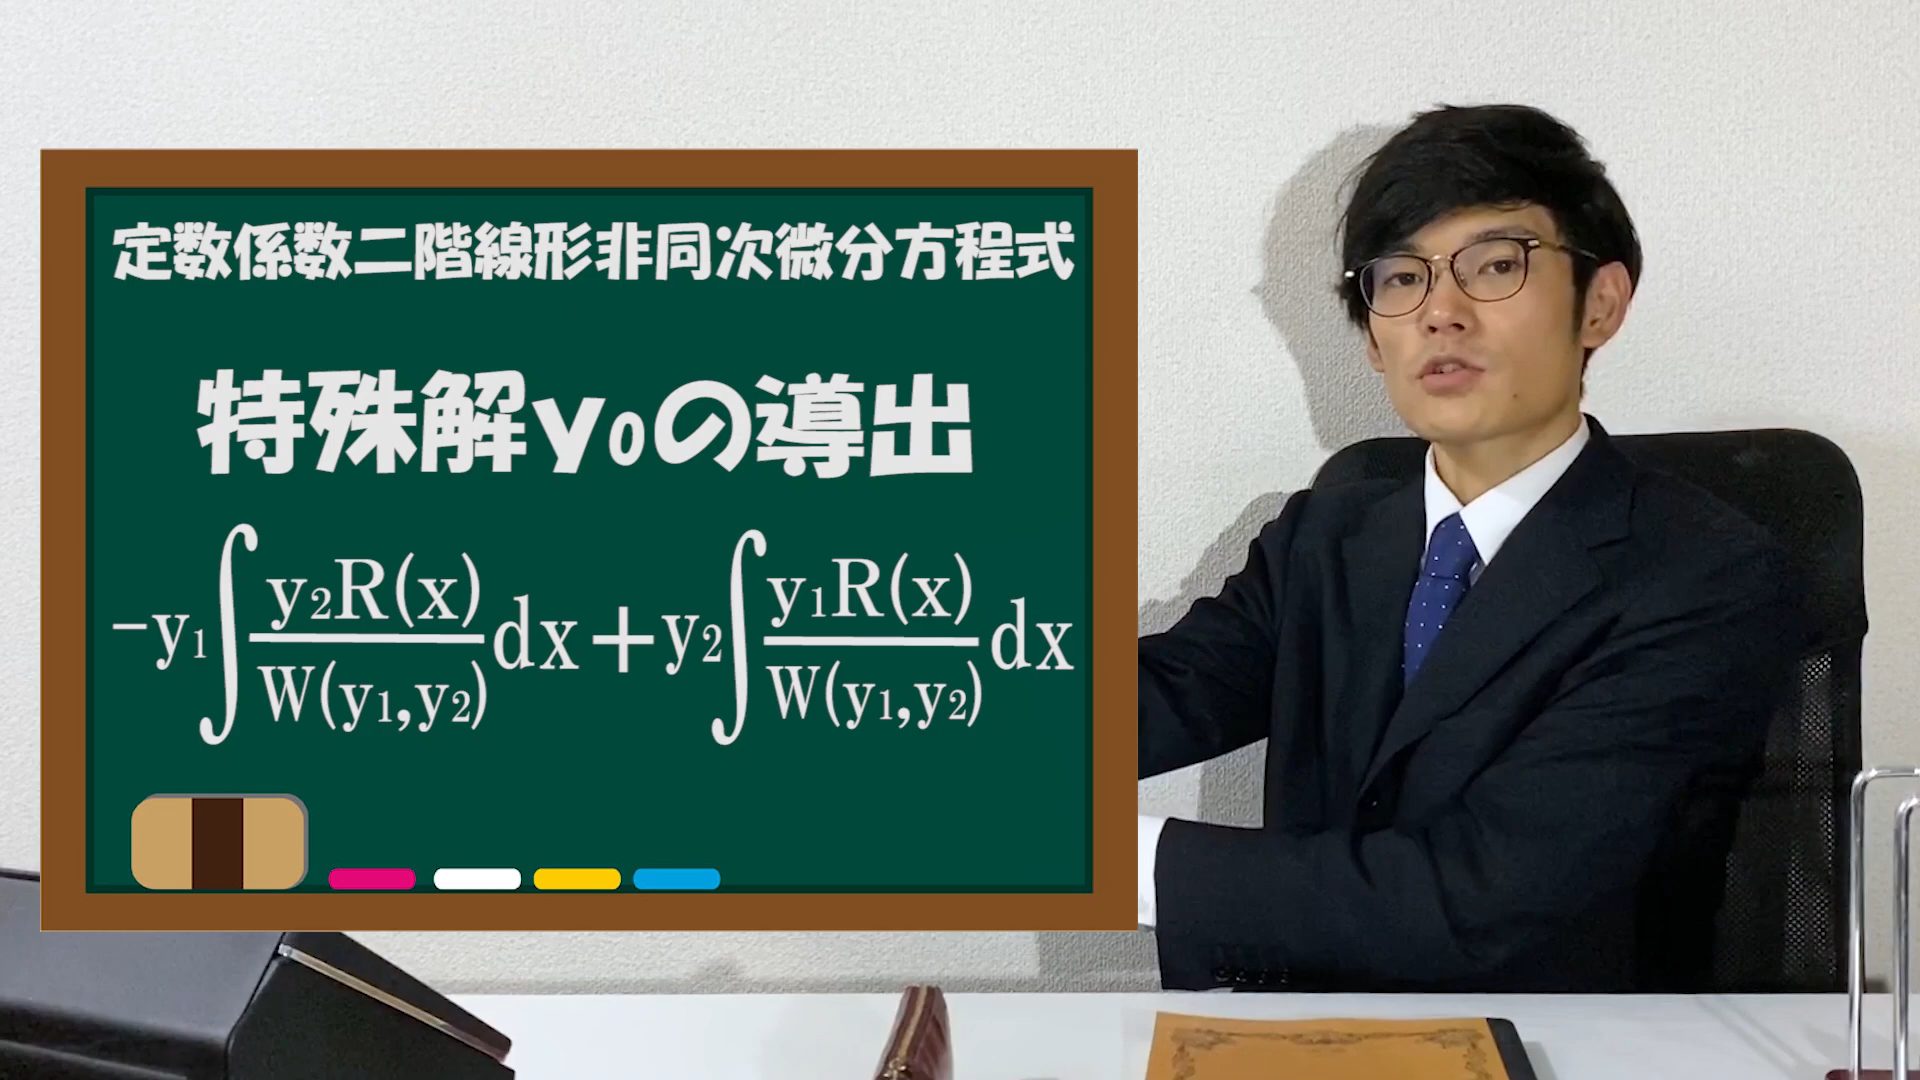 定数係数二階線形非同次微分方程式
特殊解y₀の導出
-y₁∫y₂R(x)/W(y₁,y₂)dx+y₂∫y₁R(x)/W(y₁,y₂)dx